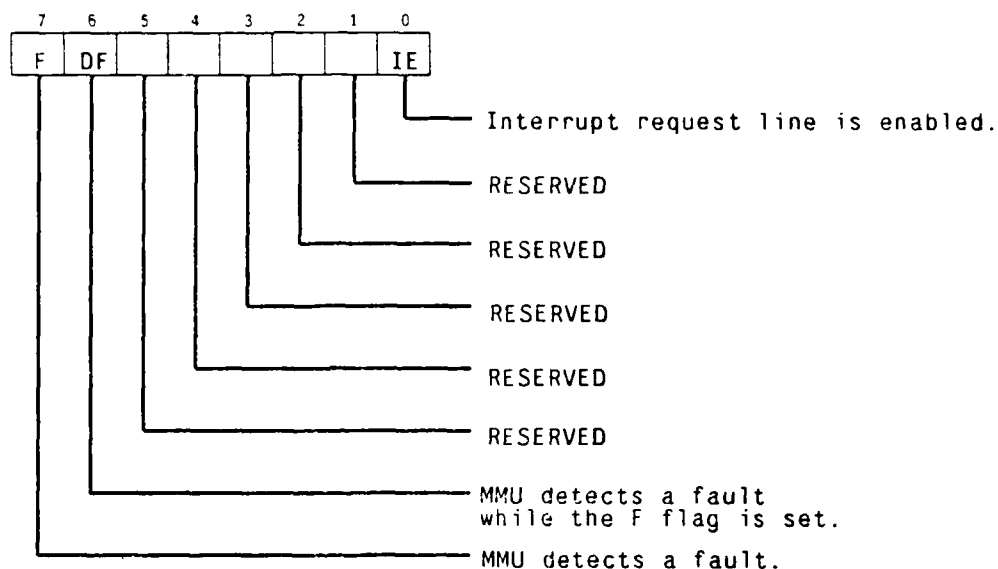 7 6 5 4 3 2 1 0
F DF IE
Interrupt request line is enabled.
RESERVED
RESERVED
RESERVED
RESERVED
RESERVED
MMU detects a fault
while the F flag is set.
MMU detects a fault.